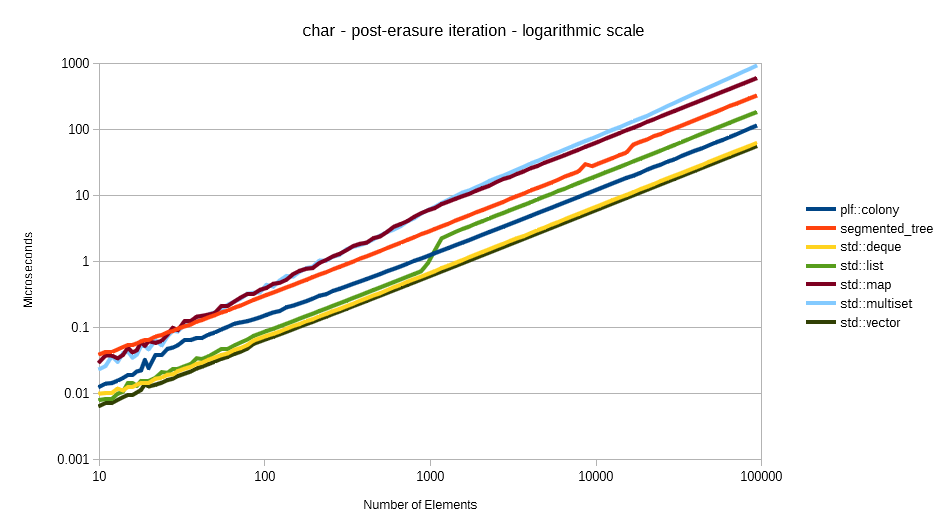 char - post-erasure iteration - logarithmic scale
1000
100
10
1
0.1
0.01
0.001
Microseconds
10
100
1000
10000
100000
Number of Elements
plf::colony
segmented_tree
std::deque
std::list
std::map
std::multiset
std::vector